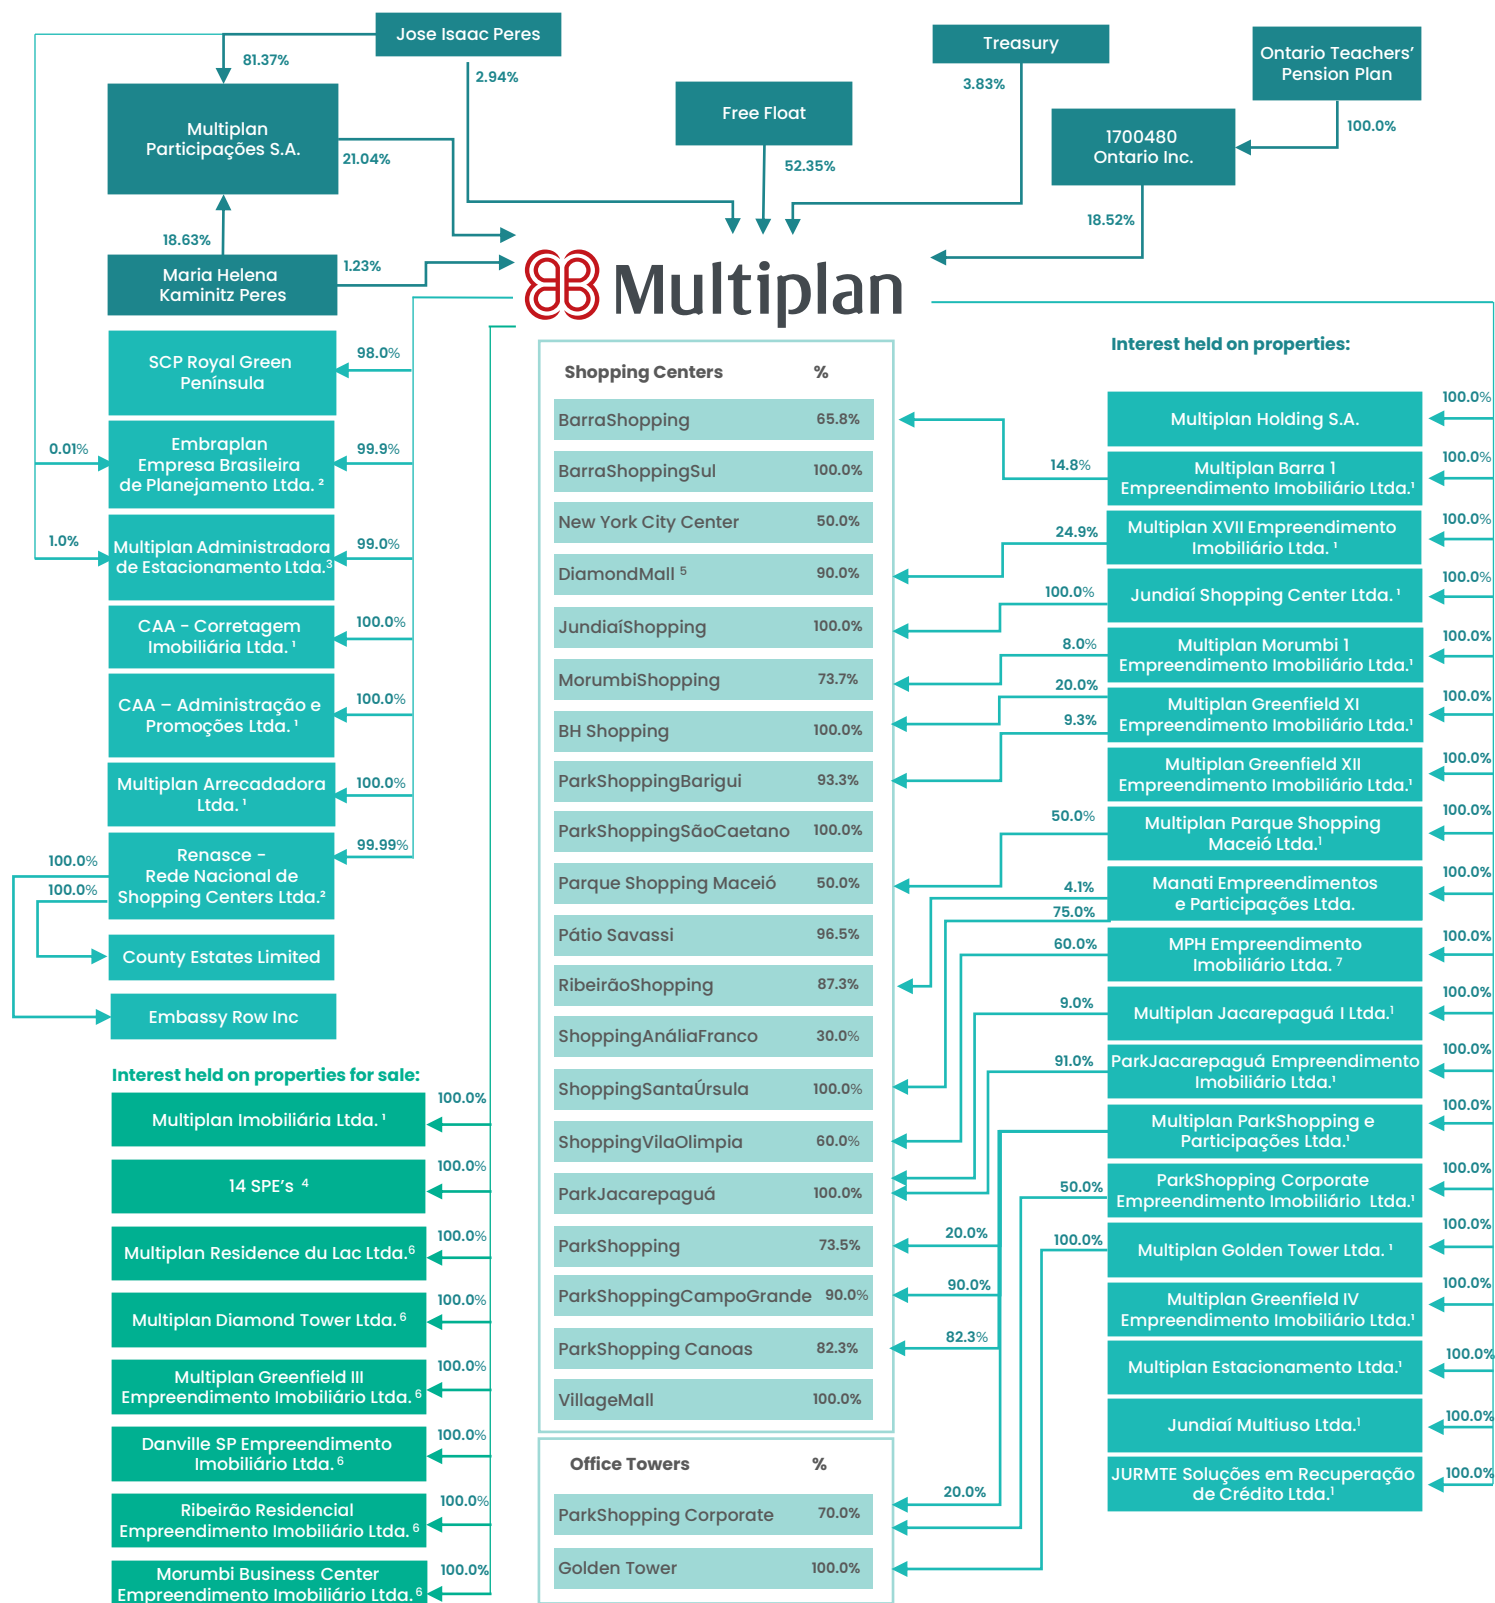 Jose Isaac Peres
81.37%
2.94%
Treasury
3.83%
Ontario Teachers’
Pension Plan
100.0%
Free Float
52.35%
Multiplan
Participações S.A.
21.04%
1700480
Ontario Inc.
18.52%
18.63%
Maria Helena
Kaminitz Peres
1.23%
Multiplan
SCP Royal Green
Península
98.0%
0.01%
Embraplan
Empresa Brasileira
de Planejamento Ltda. ²
99.9%
1.0%
Multiplan Administradora
de Estacionamento Ltda.³
99.0%
CAA - Corretagem
Imobiliária Ltda. ¹
100.0%
CAA – Administração e
Promoções Ltda. ¹
100.0%
Multiplan Arrecadadora
Ltda. ¹
100.0%
Renasce -
Rede Nacional de
Shopping Centers Ltda.²
99.99%
100.0%
100.0%
County Estates Limited
Embassy Row Inc
Interest held on properties for sale:
Multiplan Imobiliária Ltda. ¹
100.0%
14 SPE’s ⁴
100.0%
Multiplan Residence du Lac Ltda.⁶
100.0%
Multiplan Diamond Tower Ltda. ⁶
100.0%
Multiplan Greenfield III
Empreendimento Imobiliário Ltda. ⁶
100.0%
Danville SP Empreendimento
Imobiliário Ltda. ⁶
100.0%
Ribeirão Residencial
Empreendimento Imobiliário Ltda. ⁶
100.0%
Morumbi Business Center
Empreendimento Imobiliário Ltda. ⁶
100.0%
Shopping Centers %
BarraShopping 65.8%
BarraShoppingSul 100.0%
New York City Center 50.0%
DiamondMall ⁵ 90.0%
JundiaíShopping 100.0%
MorumbiShopping 73.7%
BH Shopping 100.0%
ParkShoppingBarigui 93.3%
ParkShoppingSãoCaetano 100.0%
Parque Shopping Maceió 50.0%
Pátio Savassi 96.5%
RibeirãoShopping 87.3%
ShoppingAnáliaFranco 30.0%
ShoppingSantaÚrsula 100.0%
ShoppingVilaOlimpia 60.0%
ParkJacarepaguá 100.0%
ParkShopping 73.5%
ParkShoppingCampoGrande 90.0%
ParkShopping Canoas 82.3%
VillageMall 100.0%
Office Towers %
ParkShopping Corporate 70.0%
Golden Tower 100.0%
Interest held on properties:
Multiplan Holding S.A.
100.0%
14.8%
Multiplan Barra 1
Empreendimento Imobiliário Ltda.¹
100.0%
24.9%
Multiplan XVII Empreendimento
Imobiliário Ltda. ¹
100.0%
100.0%
Jundiaí Shopping Center Ltda. ¹
100.0%
8.0%
Multiplan Morumbi 1
Empreendimento Imobiliário Ltda.¹
100.0%
20.0%
9.3%
Multiplan Greenfield XI
Empreendimento Imobiliário Ltda.¹
100.0%
Multiplan Greenfield XII
Empreendimento Imobiliário Ltda.¹
100.0%
50.0%
Multiplan Parque Shopping
Maceió Ltda.¹
100.0%
4.1%
75.0%
Manati Empreendimentos
e Participações Ltda.
100.0%
60.0%
MPH Empreendimento
Imobiliário Ltda. ⁷
100.0%
9.0%
Multiplan Jacarepaguá I Ltda.¹
100.0%
91.0%
ParkJacarepaguá Empreendimento
Imobiliário Ltda.¹
100.0%
Multiplan ParkShopping e
Participações Ltda.¹
100.0%
20.0%
90.0%
82.3%
20.0%
50.0%
ParkShopping Corporate
Empreendimento Imobiliário Ltda.¹
100.0%
100.0%
Multiplan Golden Tower Ltda. ¹
100.0%
Multiplan Greenfield IV
Empreendimento Imobiliário Ltda.¹
100.0%
Multiplan Estacionamento Ltda.¹
100.0%
Jundiaí Multiuso Ltda.¹
100.0%
JURMTE Soluções em Recuperação
de Crédito Ltda.¹
100.0%